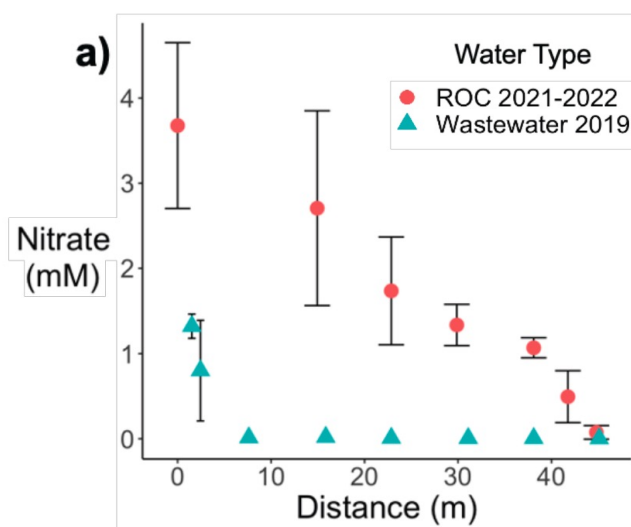 a)
Water Type
ROC 2021-2022
Wastewater 2019
Nitrate
(mM)
4
3
2
1
0
0 10 20 30 40
Distance (m)